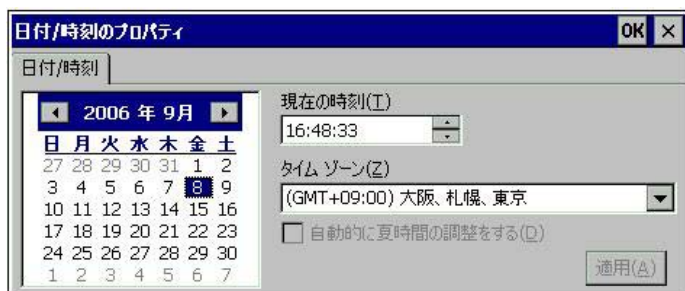 日付/時刻のプロパティ
OK ×
日付/時刻
2006 年 9月
日 月 火 水 木 金 土
27 28 29 30 31 1 2
3 4 5 6 7 8 9
10 11 12 13 14 15 16
17 18 19 20 21 22 23
24 25 26 27 28 29 30
1 2 3 4 5 6 7
現在の時刻(T)
16:48:33
タイム ゾーン(Z)
(GMT+09:00) 大阪、札幌、東京
自動的に夏時間の調整をする(D)
適用(A)